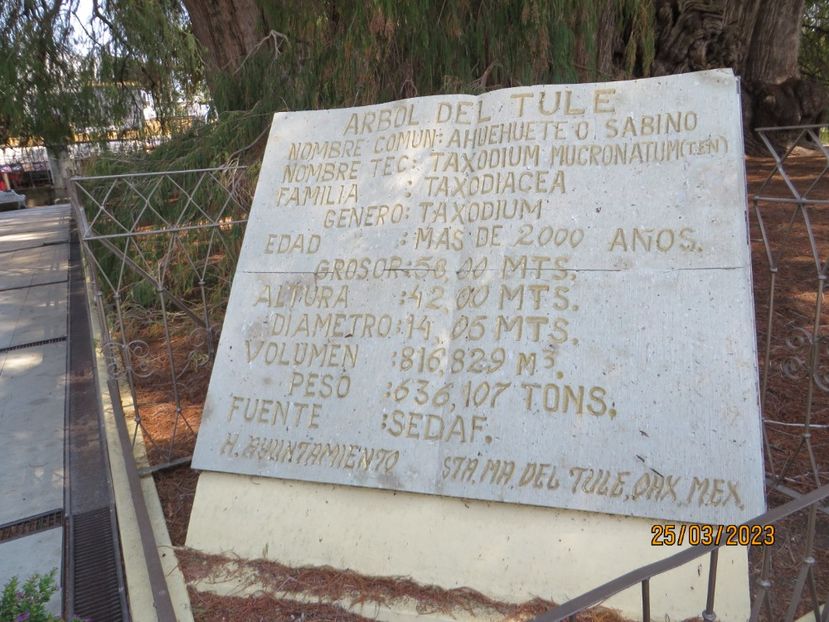 ARBOL DEL TULE
NOMBRE COMUN: AHUEHUETE O SABINO
NOMBRE TEC: TAXODIUM MUCRONATUM (TEN)
FAMILIA : TAXODIACEA
GENERO: TAXODIUM
EDAD : MAS DE 2000 AÑOS.
GROSOR: 58.00 MTS.
ALTURA : 42,00 MTS.
DIAMETRO: 14,05 MTS.
VOLUMEN : 816,829 M³.
PESO : 636,107 TONS.
FUENTE : SEDAF.
H. AYUNTAMIENTO STA. MA. DEL TULE, OAX, MEX.
25/03/2023